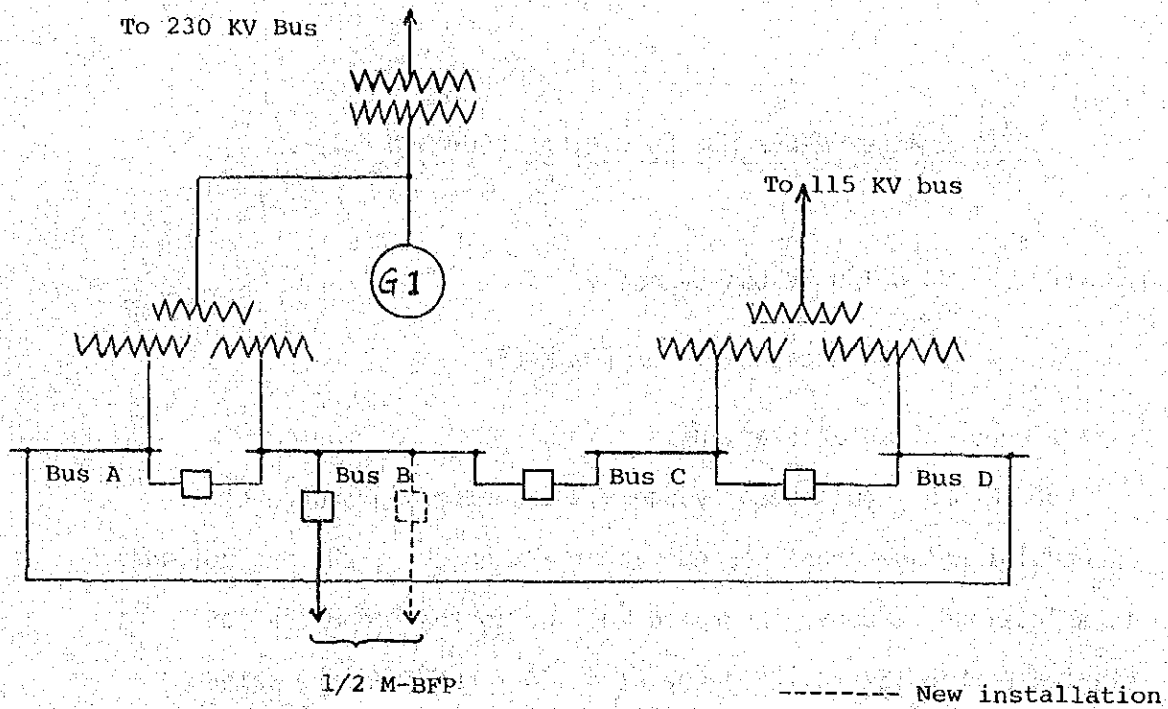 To 230 KV Bus
To 115 KV bus
G1
Bus A
Bus B
Bus C
Bus D
1/2 M-BFP
New installation